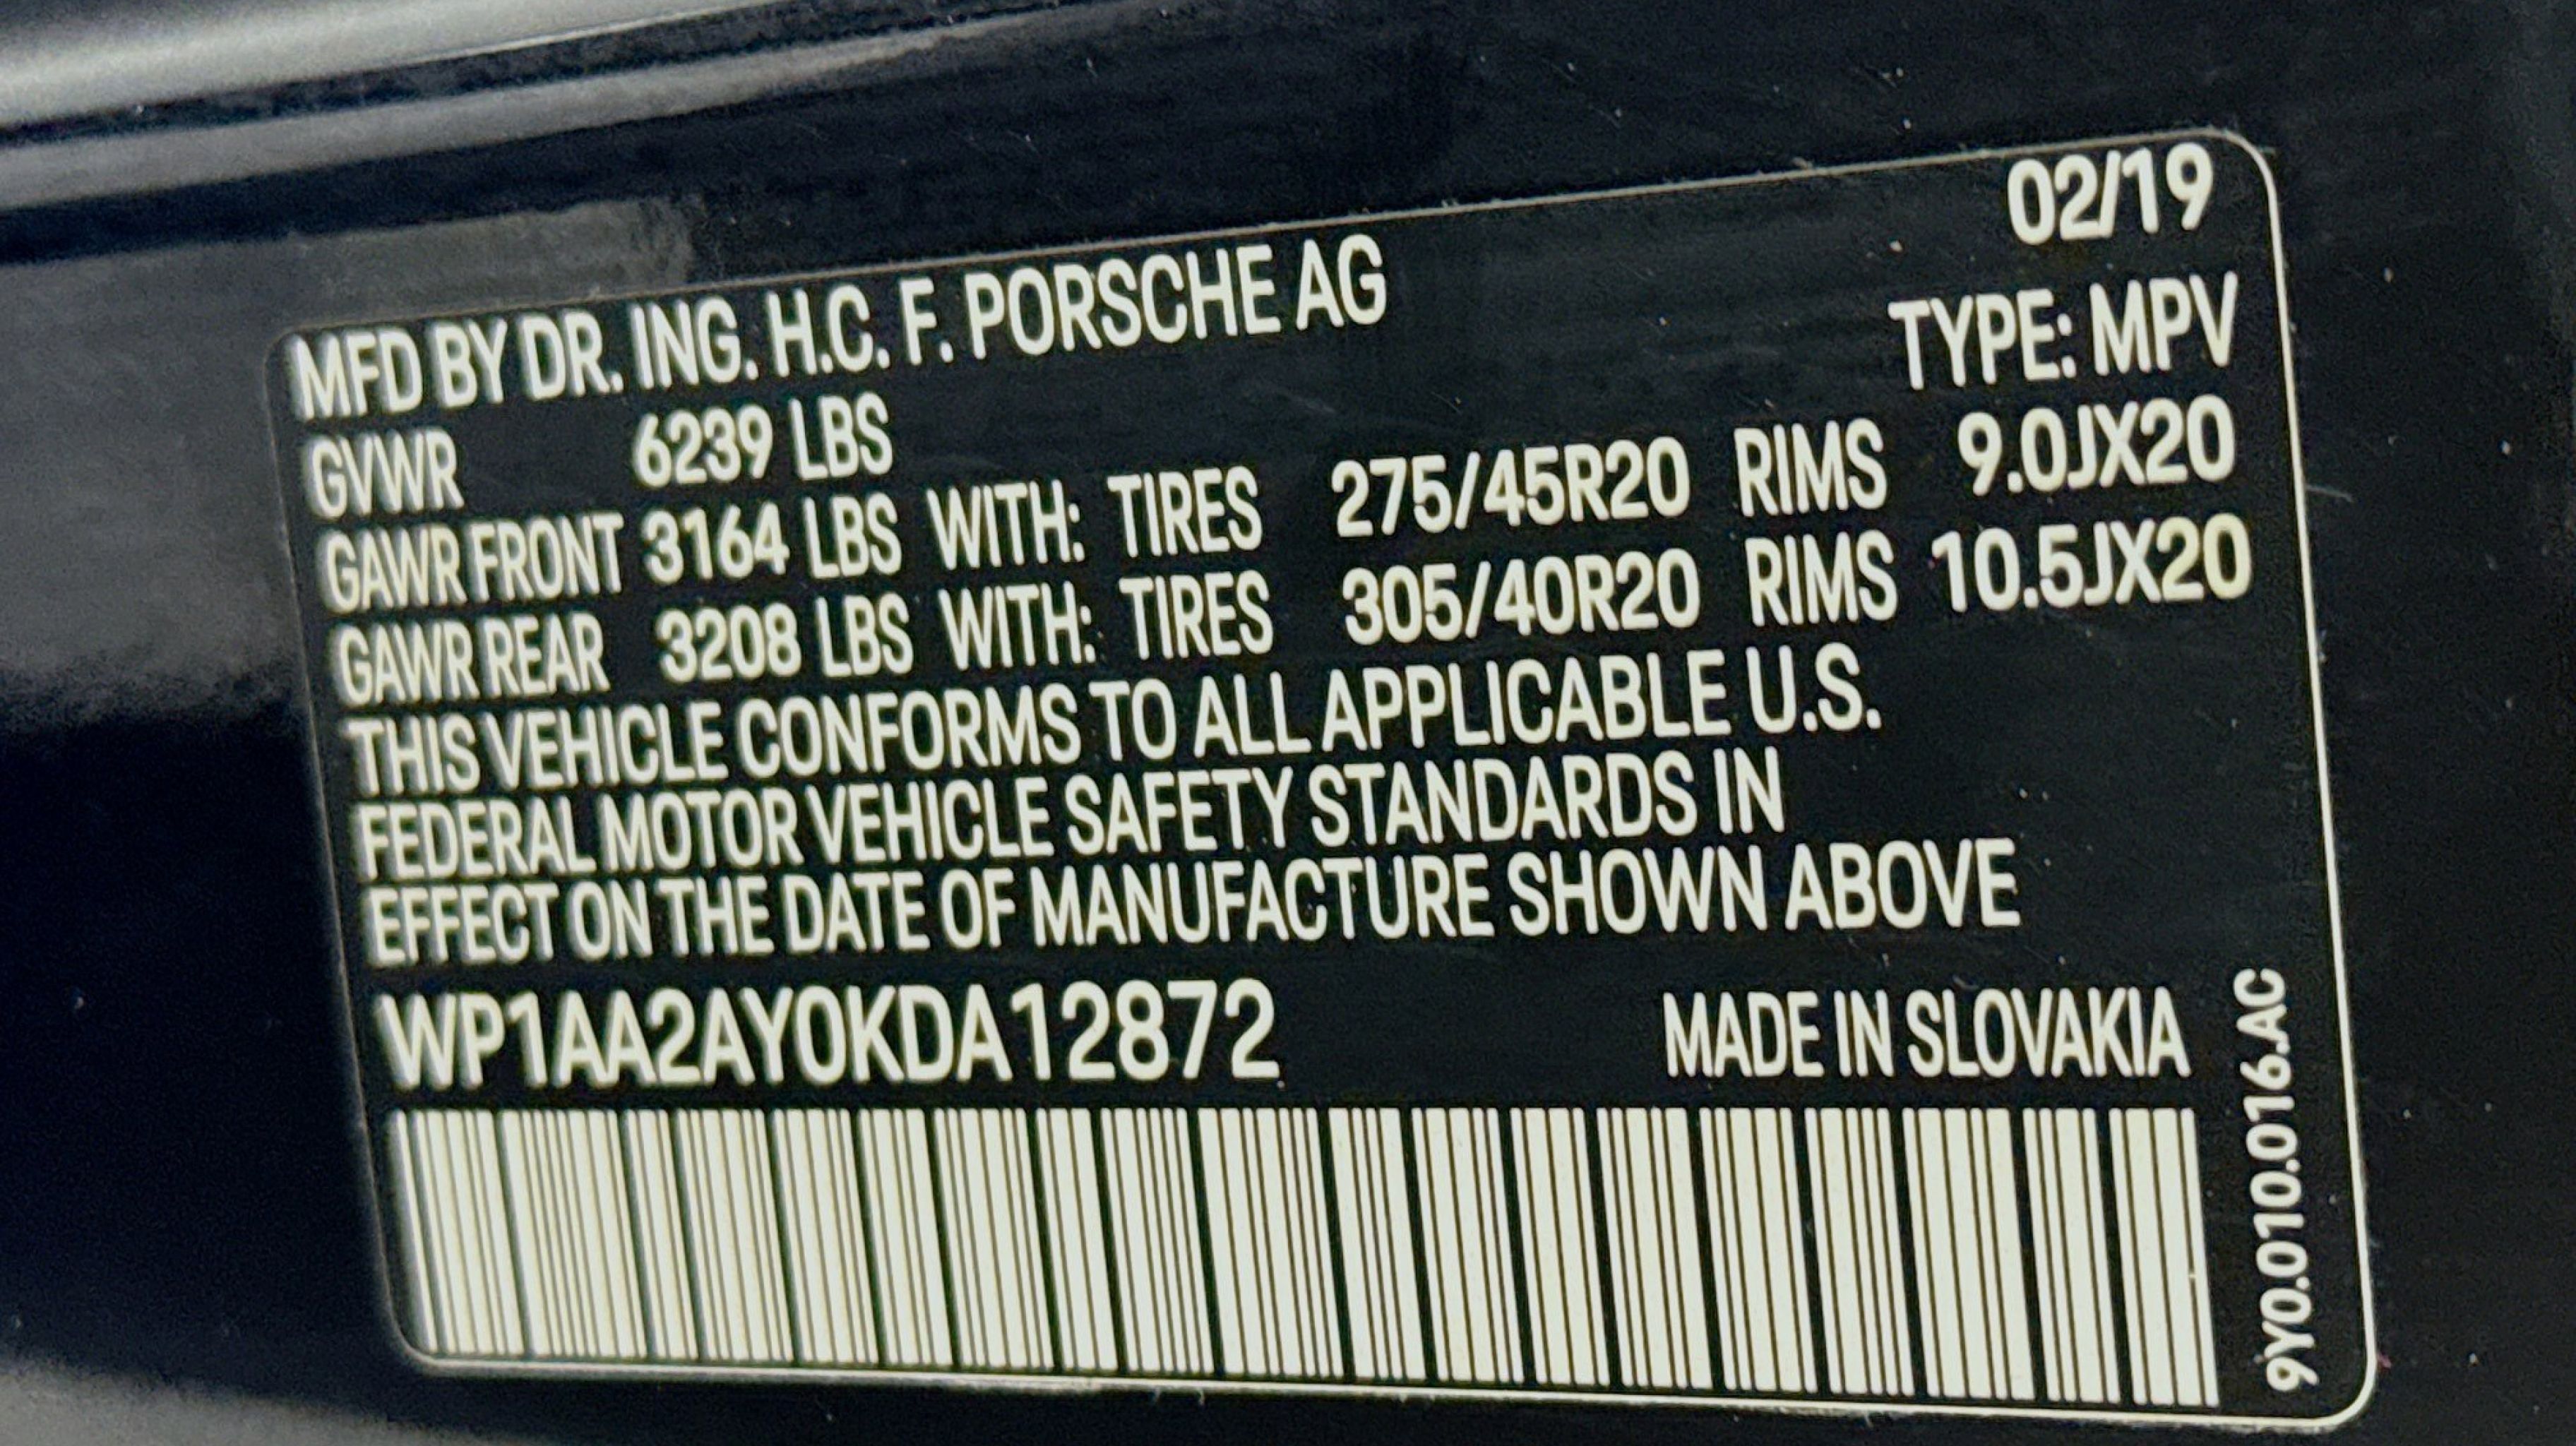 02/19
MFD BY DR. ING. H.C. F. PORSCHE AG
TYPE: MPV
GVWR 6239 LBS
GAWR FRONT 3164 LBS WITH: TIRES 275/45R20 RIMS 9.0JX20
GAWR REAR 3208 LBS WITH: TIRES 305/40R20 RIMS 10.5JX20
THIS VEHICLE CONFORMS TO ALL APPLICABLE U.S.
FEDERAL MOTOR VEHICLE SAFETY STANDARDS IN
EFFECT ON THE DATE OF MANUFACTURE SHOWN ABOVE
WP1AA2AY0KDA12872 MADE IN SLOVAKIA
9Y0.010.016.AC